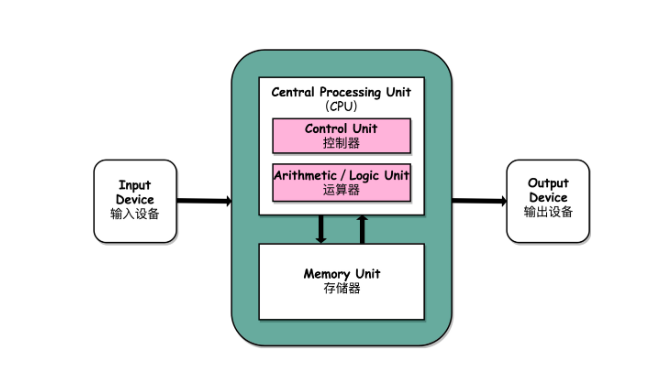 Central Processing Unit
（CPU）
Control Unit
控制器
Arithmetic / Logic Unit
运算器
Input
Device
输入设备
Output
Device
输出设备
Memory Unit
存储器